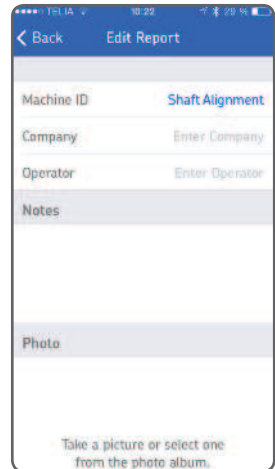 TELIA 10:22 29 %
Back Edit Report
Machine ID Shaft Alignment
Company Enter Company
Operator Enter Operator
Notes
Photo
Take a picture or select one
from the photo album.